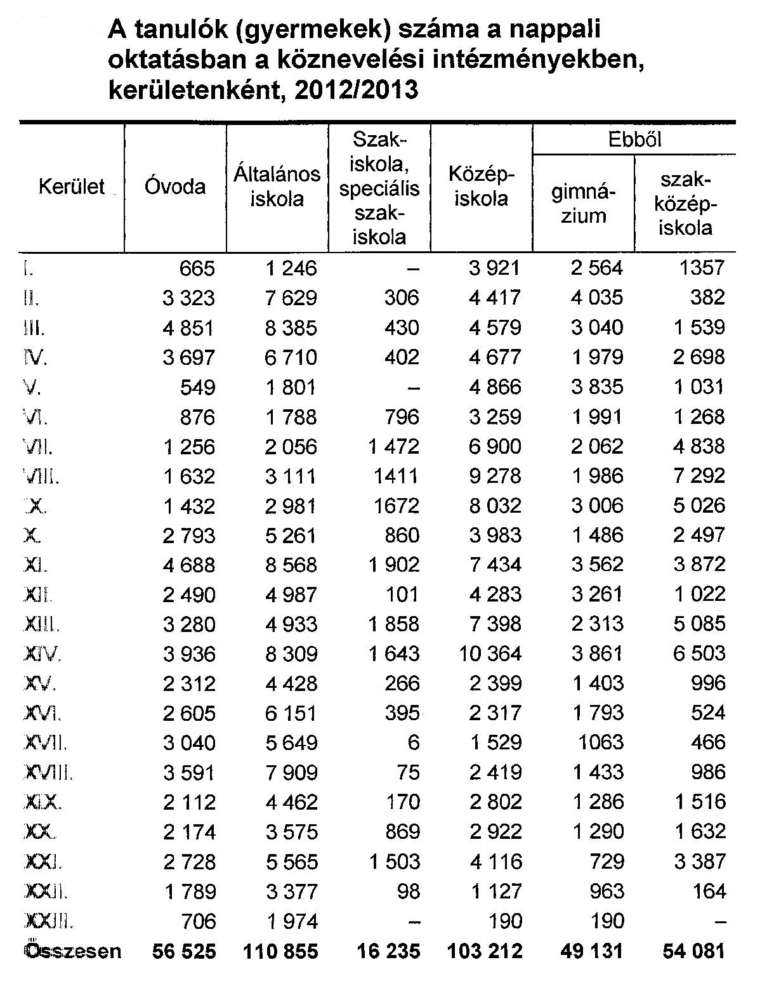 A tanulók (gyermekek) száma a nappali
oktatásban a köznevelési intézményekben,
kerületenként, 2012/2013
Kerület Óvoda Általános iskola Szak-iskola, speciális szak-iskola Közép-iskola Ebből gimná-zium szak-közép-iskola
I. 665 1 246 – 3 921 2 564 1357
II. 3 323 7 629 306 4 417 4 035 382
III. 4 851 8 385 430 4 579 3 040 1 539
IV. 3 697 6 710 402 4 677 1 979 2 698
V. 549 1 801 – 4 866 3 835 1 031
VI. 876 1 788 796 3 259 1 991 1 268
VII. 1 256 2 056 1 472 6 900 2 062 4 838
VIII. 1 632 3 111 1411 9 278 1 986 7 292
IX. 1 432 2 981 1672 8 032 3 006 5 026
X. 2 793 5 261 860 3 983 1 486 2 497
XI. 4 688 8 568 1 902 7 434 3 562 3 872
XII. 2 490 4 987 101 4 283 3 261 1 022
XIII. 3 280 4 933 1 858 7 398 2 313 5 085
XIV. 3 936 8 309 1 643 10 364 3 861 6 503
XV. 2 312 4 428 266 2 399 1 403 996
XVI. 2 605 6 151 395 2 317 1 793 524
XVII. 3 040 5 649 6 1 529 1063 466
XVIII. 3 591 7 909 75 2 419 1 433 986
XIX. 2 112 4 462 170 2 802 1 286 1 516
XX. 2 174 3 575 869 2 922 1 290 1 632
XXI. 2 728 5 565 1 503 4 116 729 3 387
XXII. 1 789 3 377 98 1 127 963 164
XXIII. 706 1 974 – 190 190 –
Összesen 56 525 110 855 16 235 103 212 49 131 54 081